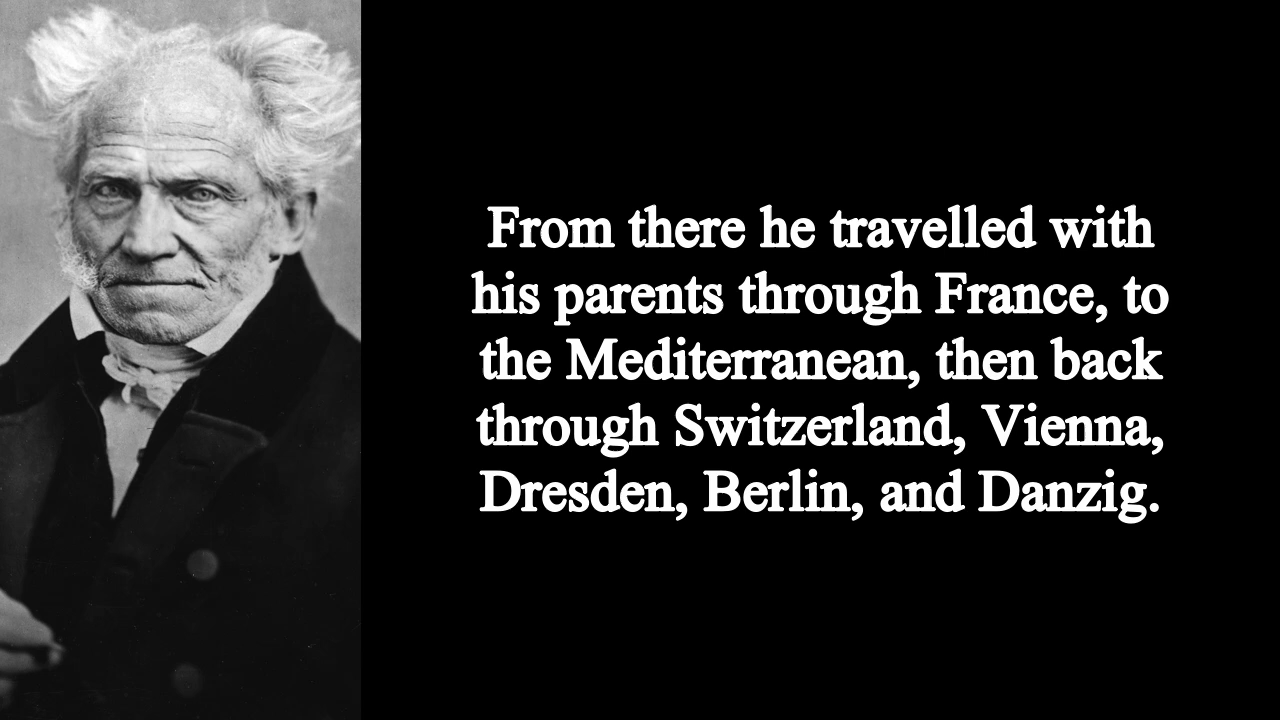 From there he travelled with
his parents through France, to
the Mediterranean, then back
through Switzerland, Vienna,
Dresden, Berlin, and Danzig.